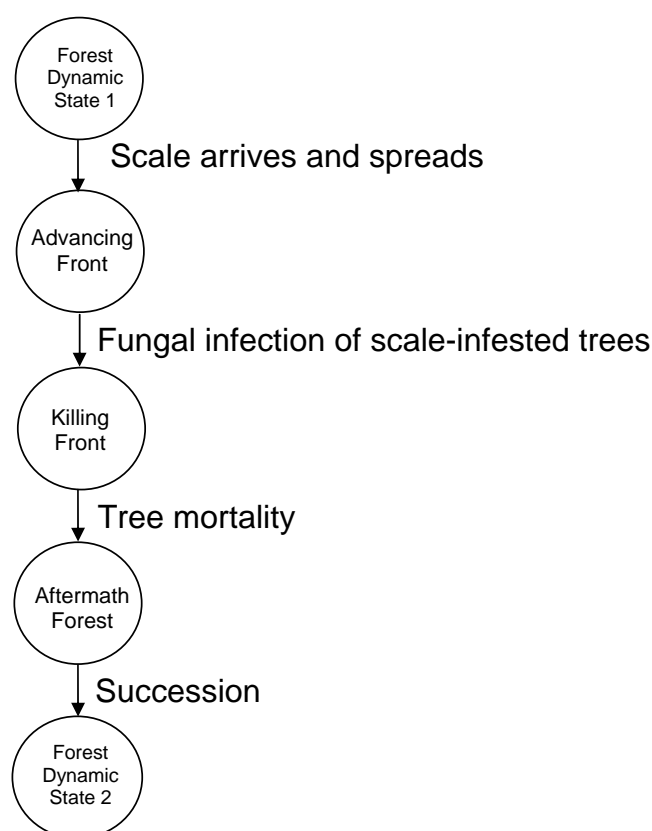 Forest
Dynamic
State 1
Scale arrives and spreads
Advancing
Front
Fungal infection of scale-infested trees
Killing
Front
Tree mortality
Aftermath
Forest
Succession
Forest
Dynamic
State 2